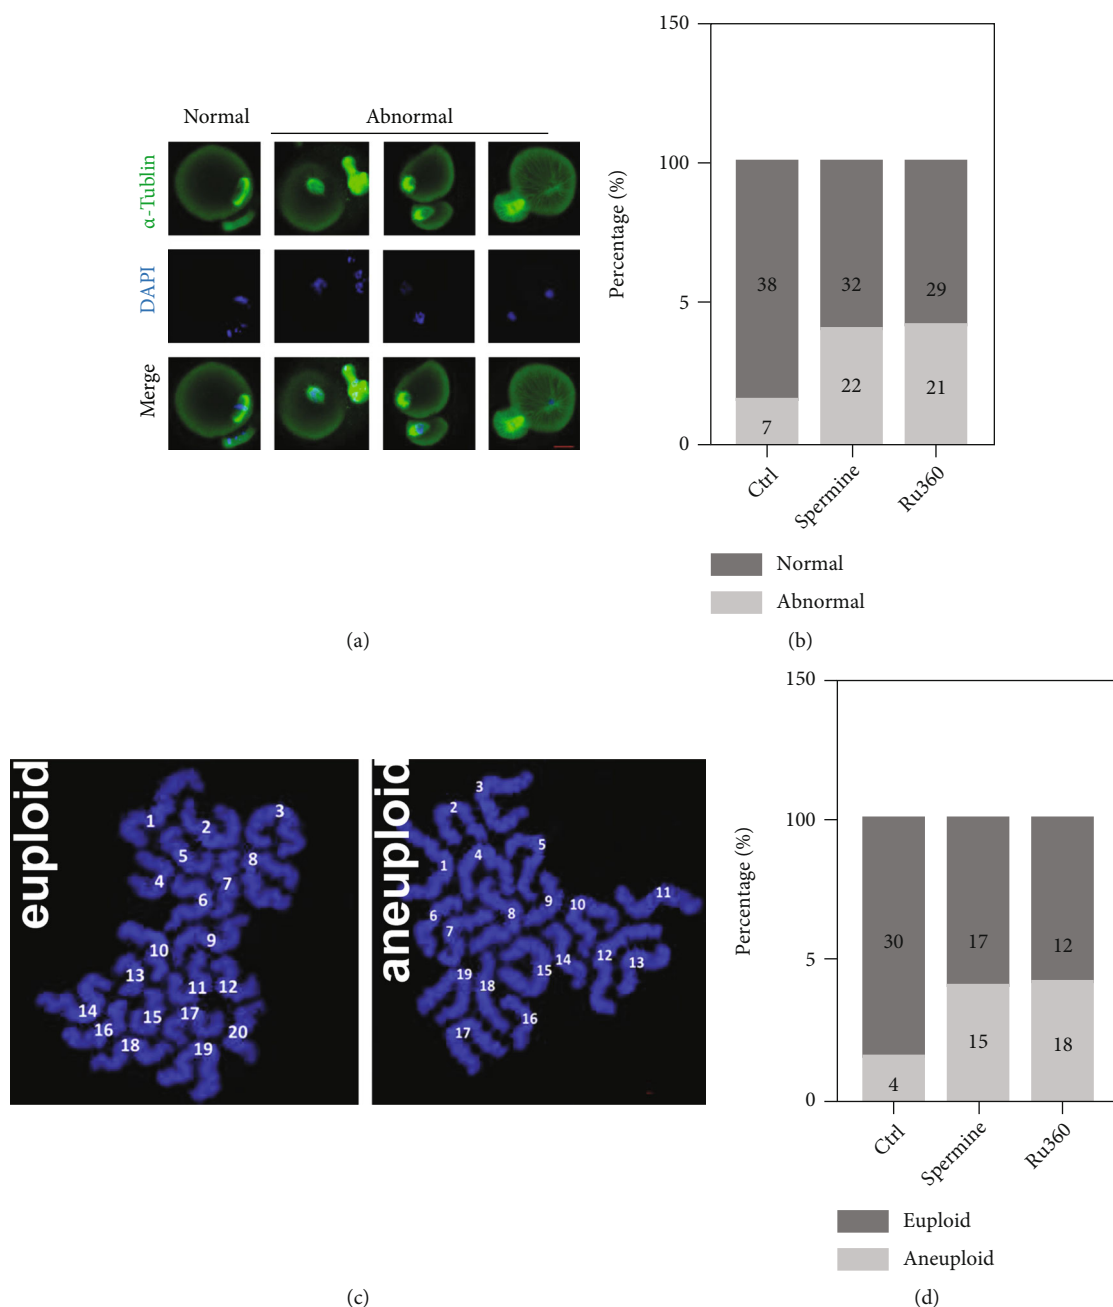 Normal
Abnormal
α-Tublin
DAPI
Merge
(a)
150
100
5
0
Percentage (%)
38
32
29
7
22
21
Ctrl
Spermine
Ru360
Normal
Abnormal
(b)
euploid
1
2
3
4
5
6
7
8
9
10
11
12
13
14
15
16
17
18
19
20
aneuploid
1
2
3
4
5
6
7
8
9
10
11
12
13
14
15
16
17
18
19
(c)
150
100
5
0
Percentage (%)
30
17
12
4
15
18
Ctrl
Spermine
Ru360
Euploid
Aneuploid
(d)